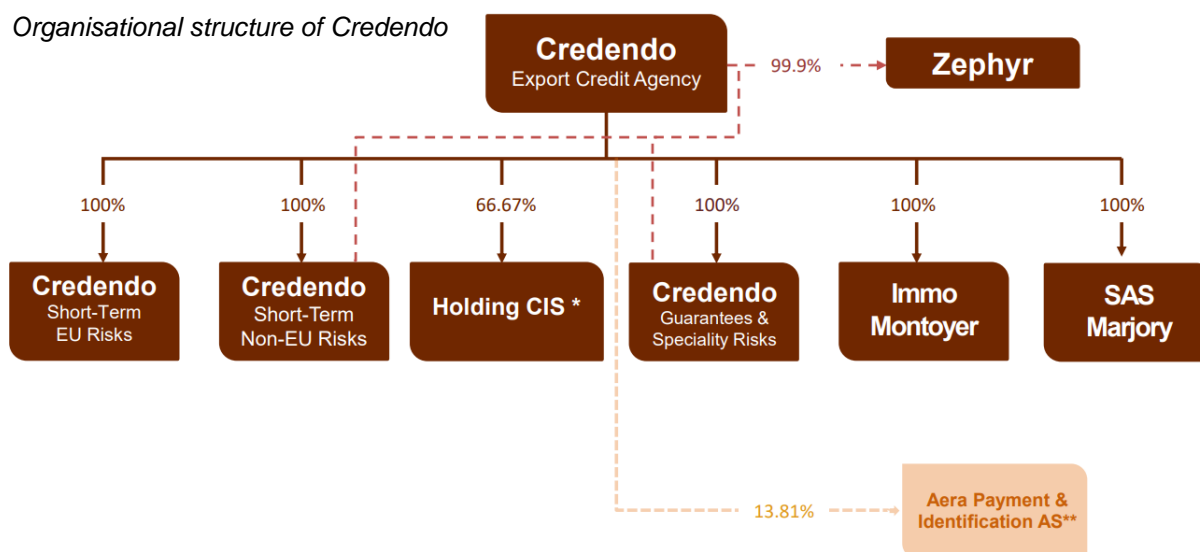 Organisational structure of Credendo
Credendo
Export Credit Agency
99.9%
Zephyr
100%
100%
66.67%
100%
100%
100%
Credendo
Short-Term
EU Risks
Credendo
Short-Term
Non-EU Risks
Holding CIS *
Credendo
Guarantees &
Speciality Risks
Immo
Montoyer
SAS
Marjory
13.81%
Aera Payment &
Identification AS**